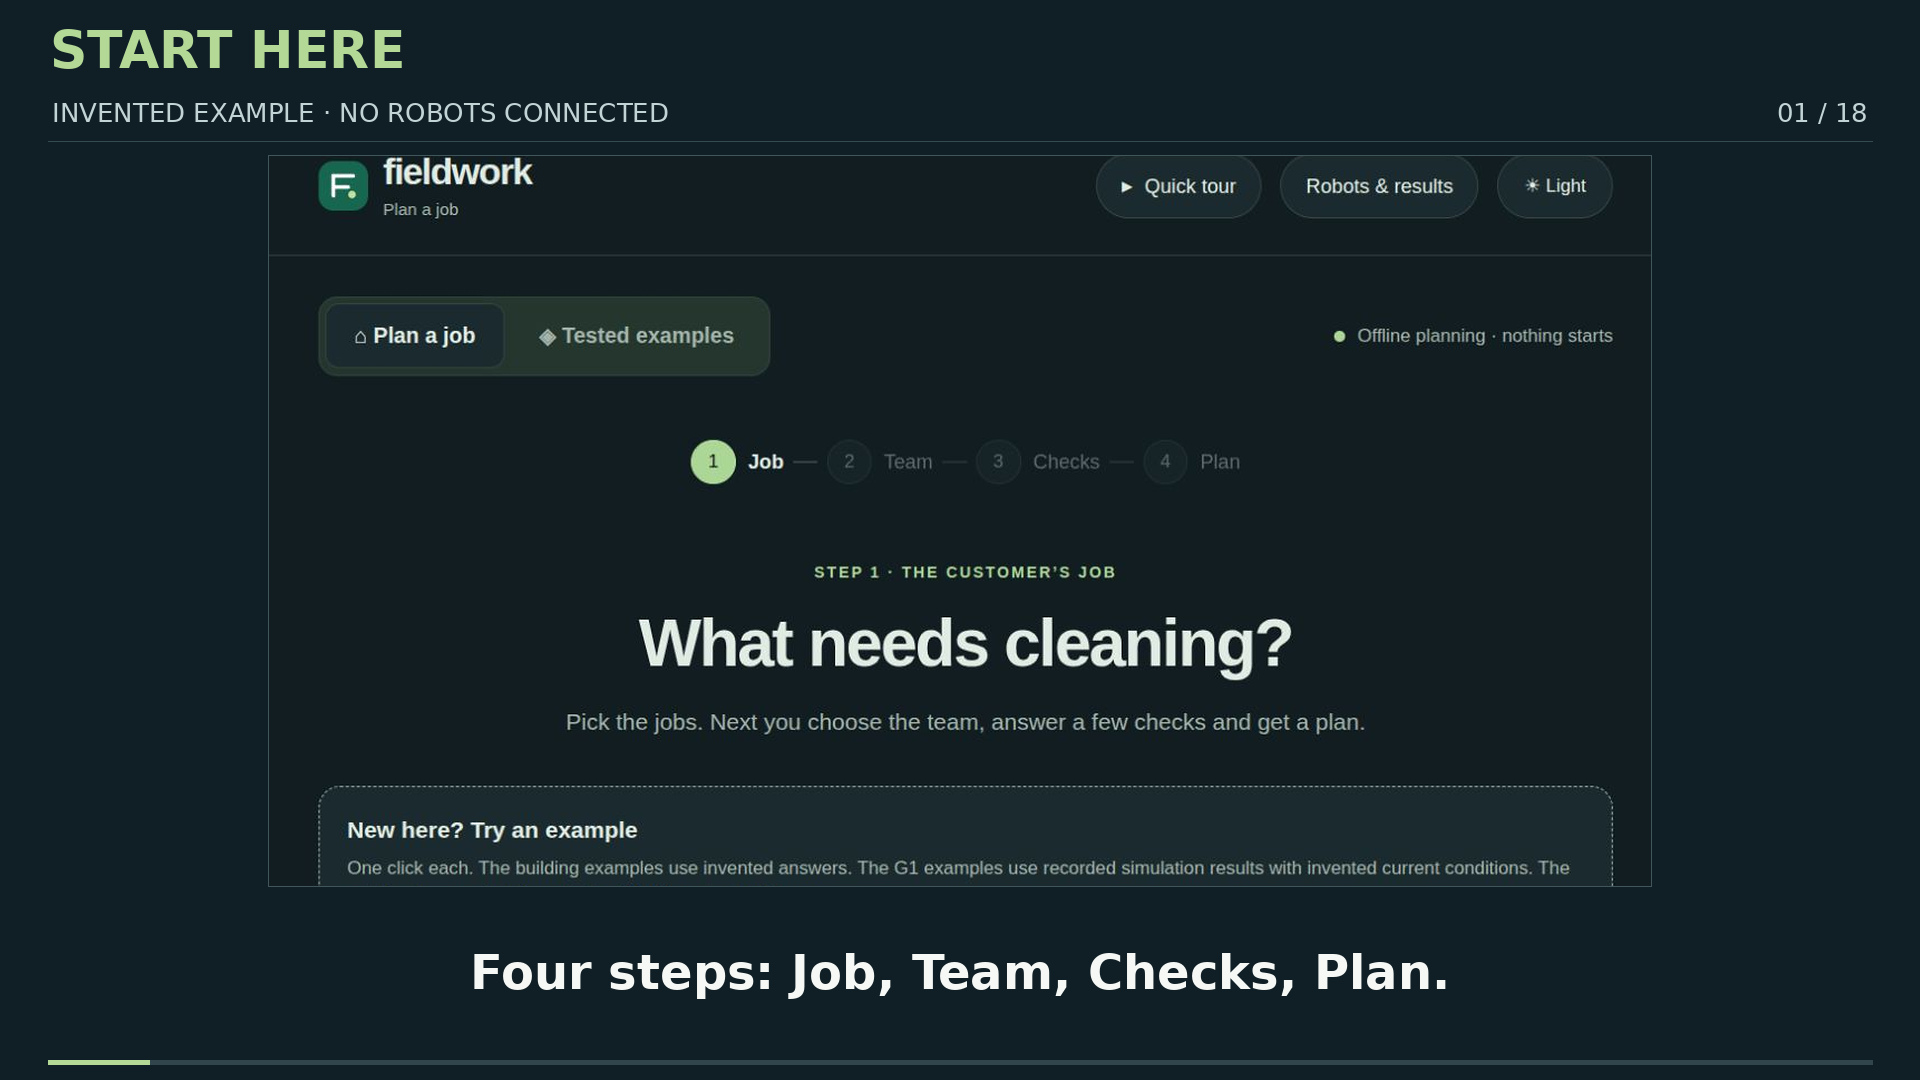 START HERE
INVENTED EXAMPLE · NO ROBOTS CONNECTED
01 / 18
fieldwork
Plan a job
► Quick tour
Robots & results
☀ Light
⌂ Plan a job
◈ Tested examples
Offline planning · nothing starts
1 Job
2 Team
3 Checks
4 Plan
STEP 1 · THE CUSTOMER’S JOB
What needs cleaning?
Pick the jobs. Next you choose the team, answer a few checks and get a plan.
New here? Try an example
One click each. The building examples use invented answers. The G1 examples use recorded simulation results with invented current conditions. The
Four steps: Job, Team, Checks, Plan.